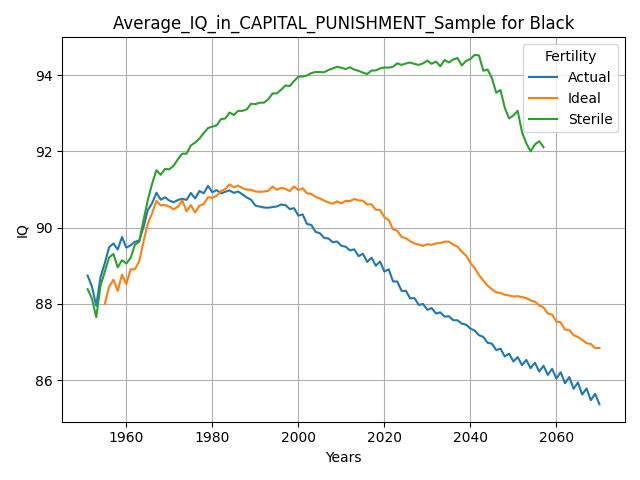 Average_IQ_in_CAPITAL_PUNISHMENT_Sample for Black
Fertility
Actual
Ideal
Sterile
94
92
90
88
86
IQ
1960
1980
2000
2020
2040
2060
Years